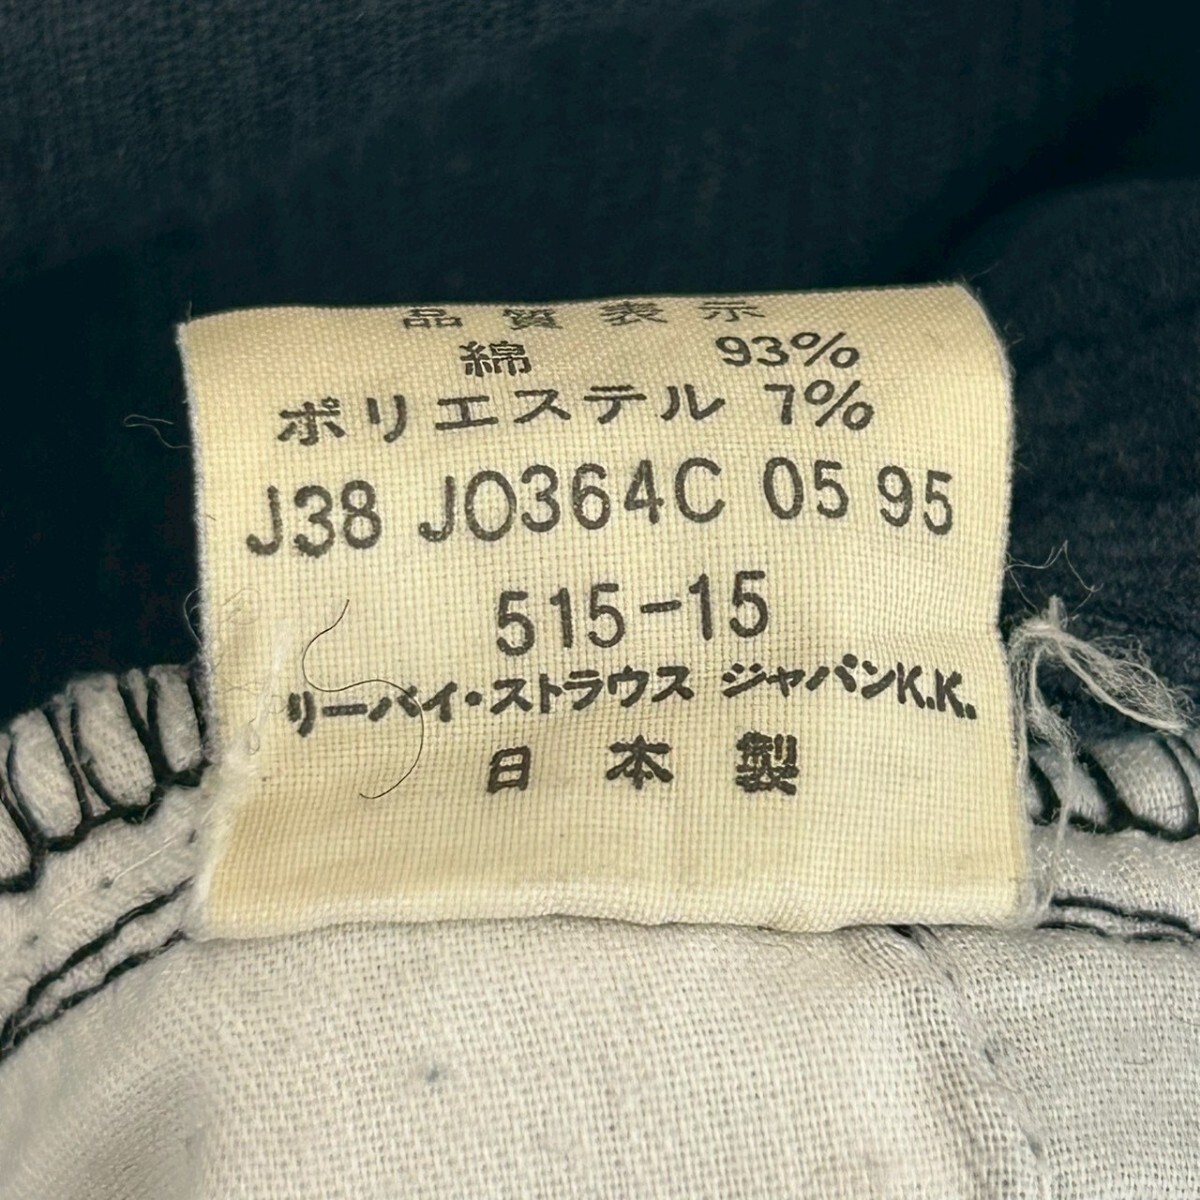 品質表示
綿 93%
ポリエステル 7%
J38 JO364C 05 95
515-15
リーバイ・ストラウス ジャパンK.K.
日本製